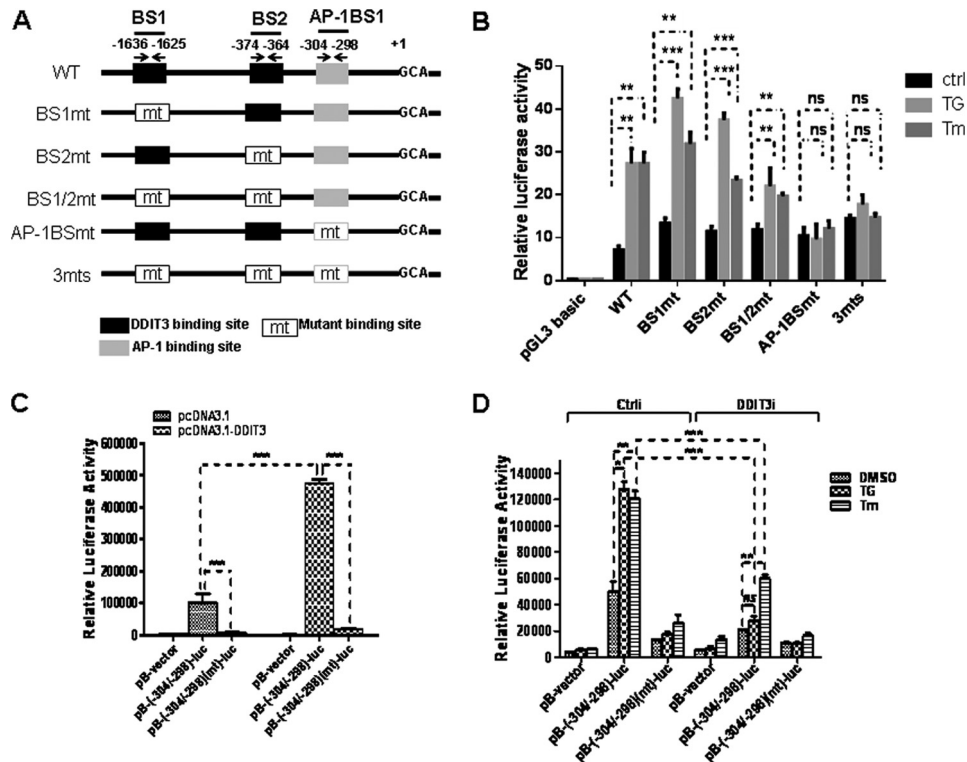 A
BS1 BS2 AP-1BS1
-1636 -1625 -374 -364 -304 -298 +1
WT GCA
BS1mt mt GCA
BS2mt mt GCA
BS1/2mt mt mt GCA
AP-1BSmt mt GCA
3mts mt mt mt GCA
DDIT3 binding site mt Mutant binding site
AP-1 binding site
B
Relative luciferase activity
50
40
30
20
10
0
** ** ** *** *** *** ** ** ns ns ns ns
ctrl
TG
Tm
pGL3 basic WT BS1mt BS2mt BS1/2mt AP-1BSmt 3mts
C
pcDNA3.1
pcDNA3.1-DDIT3
Relative Luciferase Activity
600000
500000
400000
300000
200000
100000
0
*** *** ***
pB-vector pB-(-304/-298)-luc pB-(-304/-298)(mt)-luc pB-vector pB-(-304/-298)-luc pB-(-304/-298)(mt)-luc
D
Ctrli DDIT3i
Relative Luciferase Activity
140000
120000
100000
80000
60000
40000
20000
0
*** *** ** * ** ns
DMSO
TG
Tm
pB-vector pB-(-304/-298)-luc pB-(-304/-298)(mt)-luc pB-vector pB-(-304/-298)-luc pB-(-304/-298)(mt)-luc